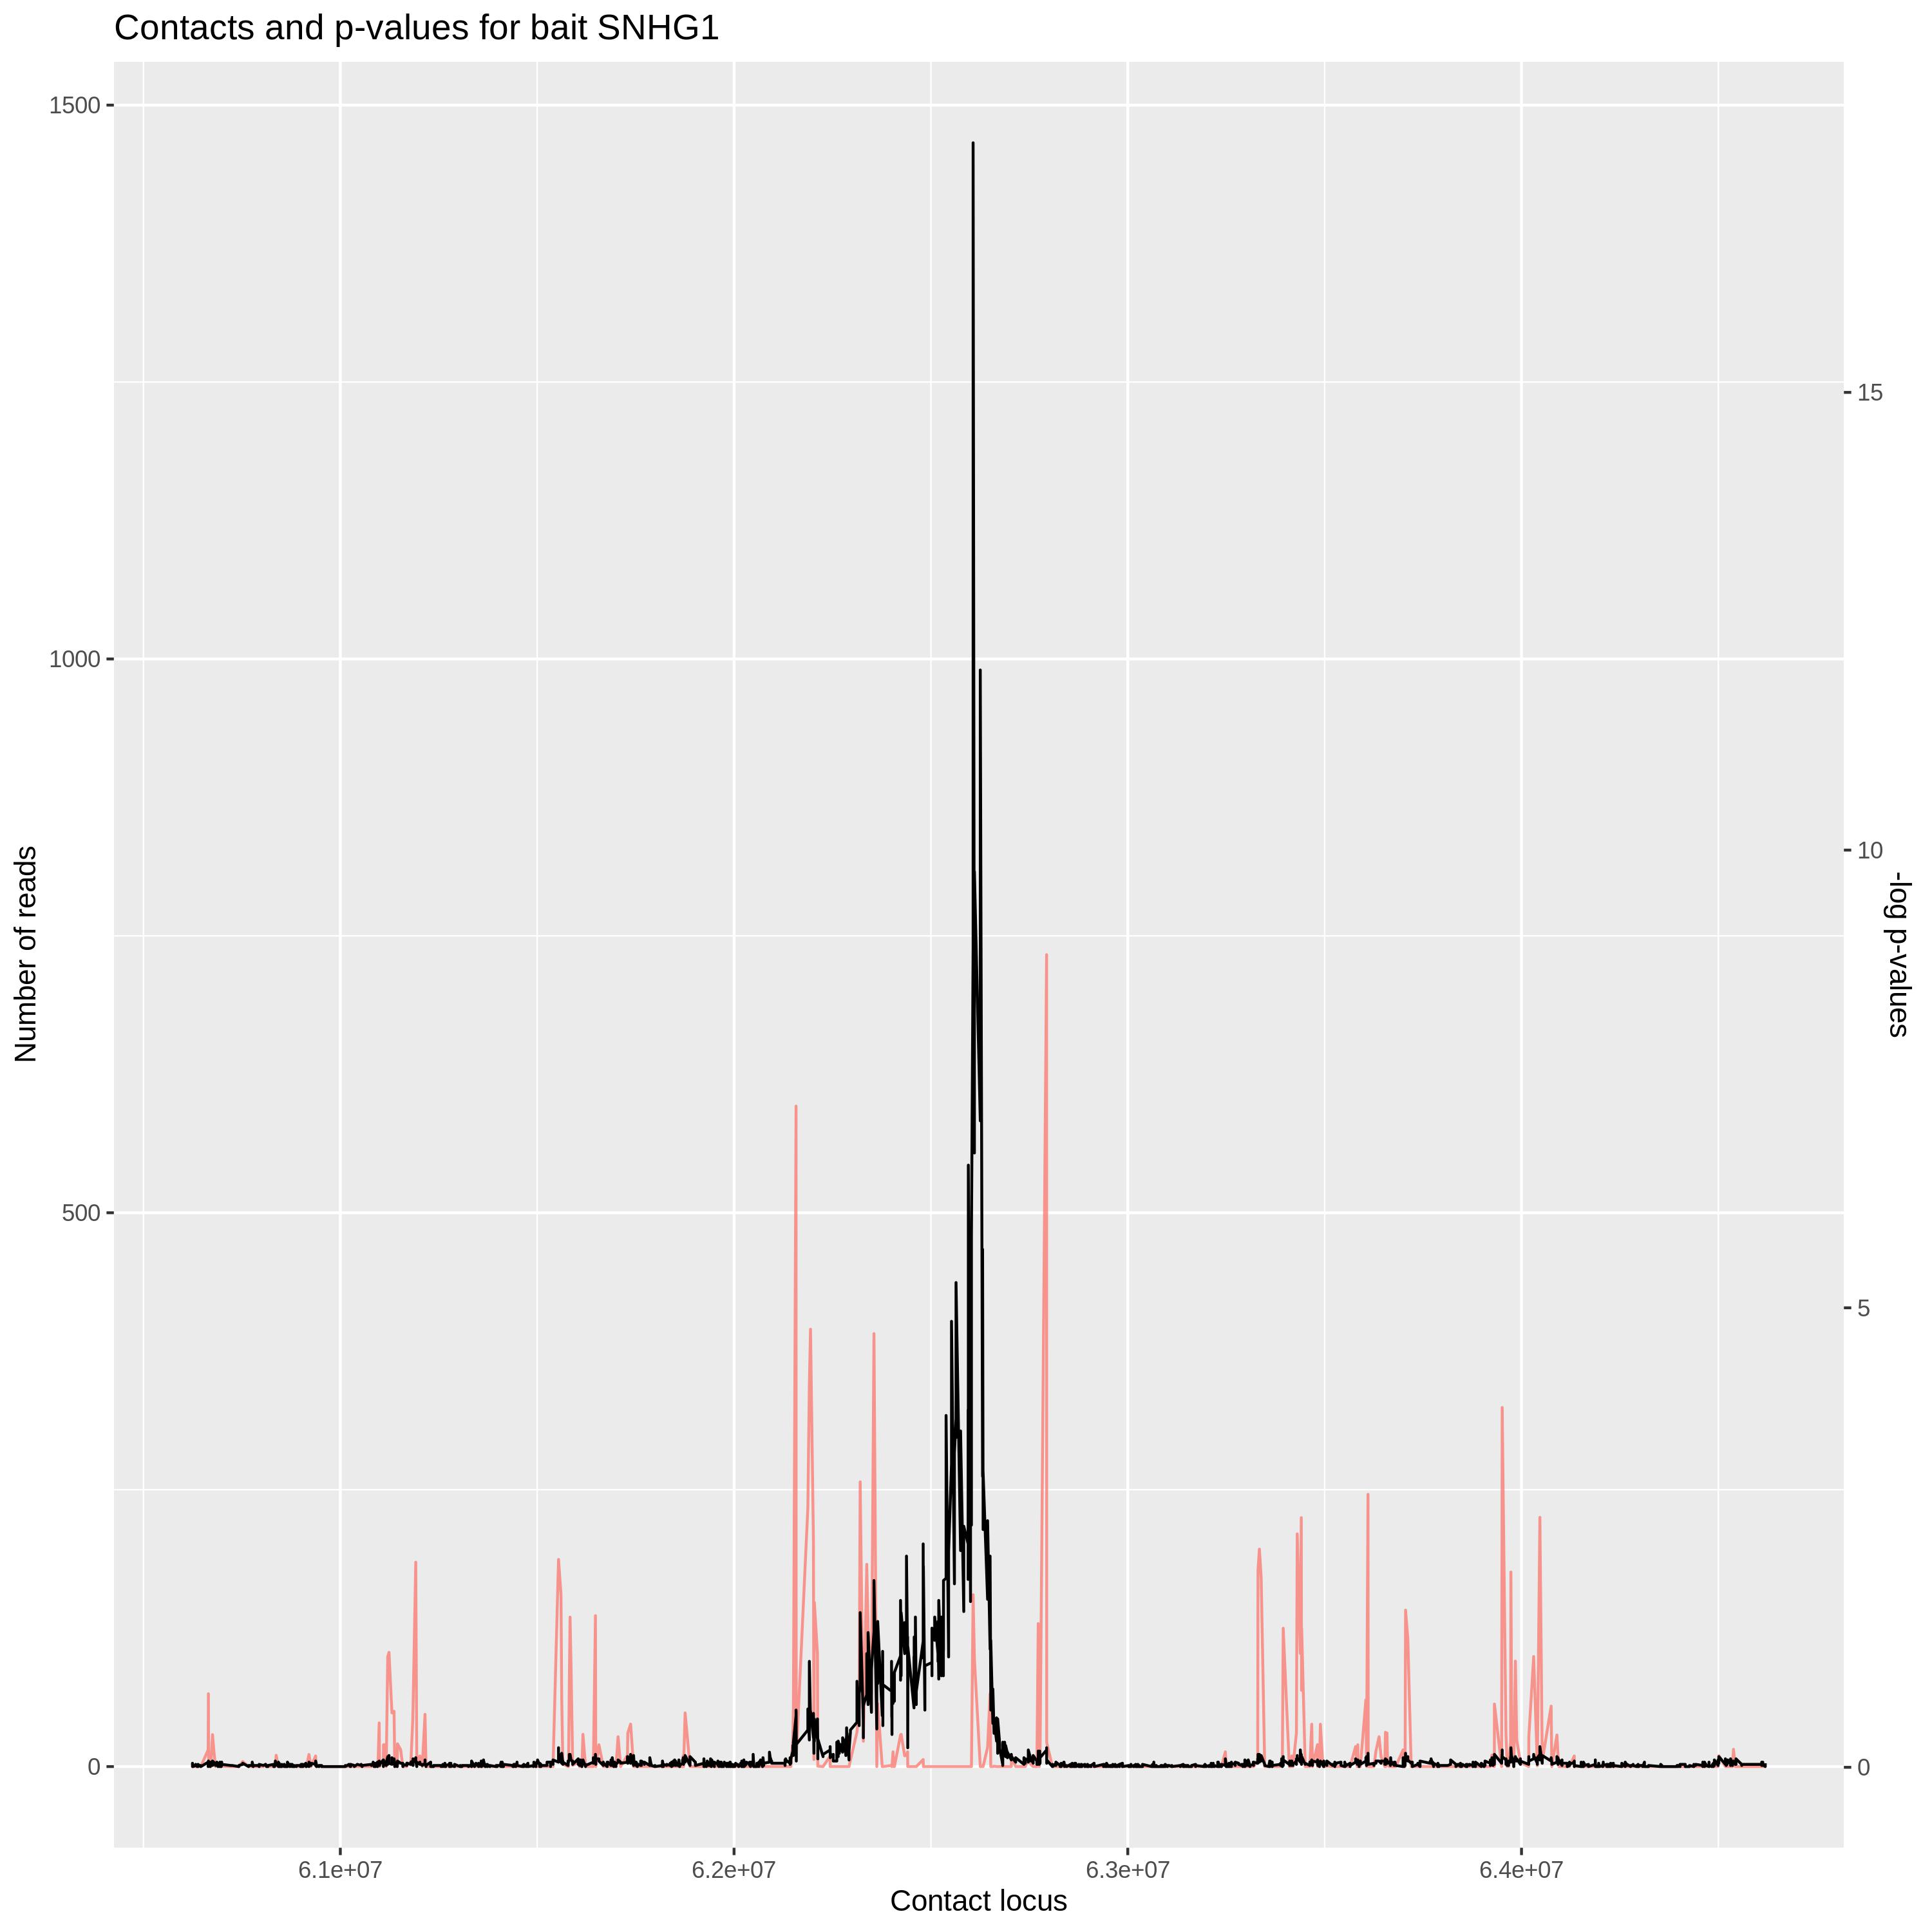 Contacts and p-values for bait SNHG1
1500
1000
500
0
Number of reads
15
10
5
0
-log p-values
6.1e+07
6.2e+07
6.3e+07
6.4e+07
Contact locus